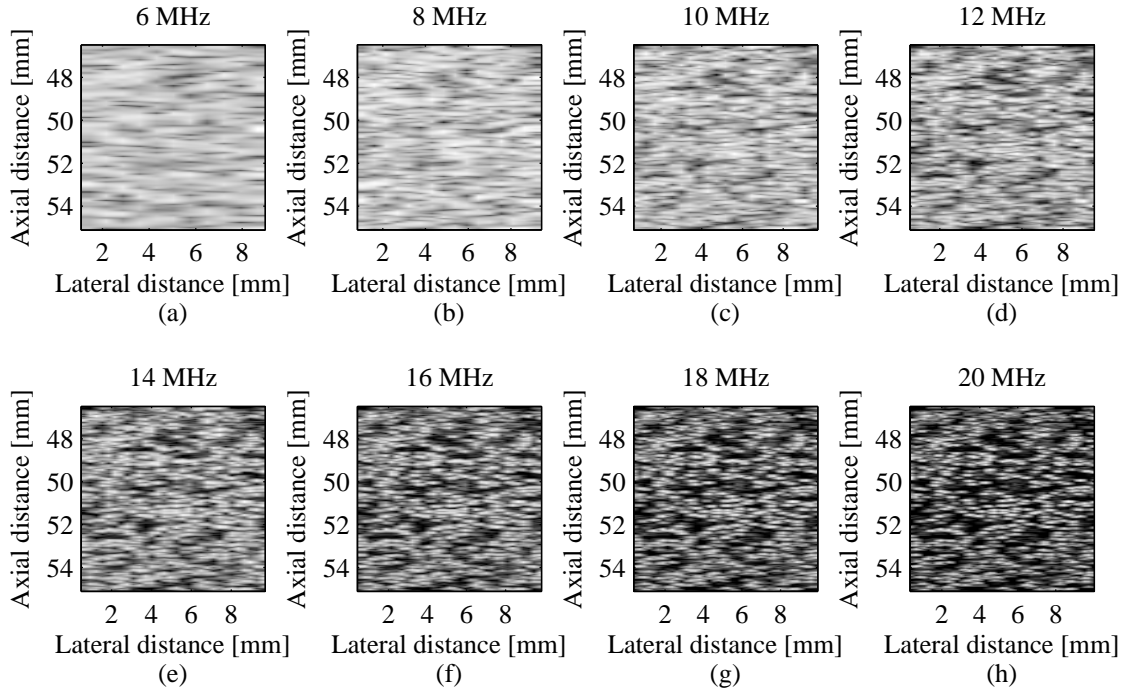 6 MHz
8 MHz
10 MHz
12 MHz
Axial distance [mm]
48
50
52
54
2 4 6 8
Lateral distance [mm]
(a)
Axial distance [mm]
48
50
52
54
2 4 6 8
Lateral distance [mm]
(b)
Axial distance [mm]
48
50
52
54
2 4 6 8
Lateral distance [mm]
(c)
Axial distance [mm]
48
50
52
54
2 4 6 8
Lateral distance [mm]
(d)
14 MHz
16 MHz
18 MHz
20 MHz
Axial distance [mm]
48
50
52
54
2 4 6 8
Lateral distance [mm]
(e)
Axial distance [mm]
48
50
52
54
2 4 6 8
Lateral distance [mm]
(f)
Axial distance [mm]
48
50
52
54
2 4 6 8
Lateral distance [mm]
(g)
Axial distance [mm]
48
50
52
54
2 4 6 8
Lateral distance [mm]
(h)